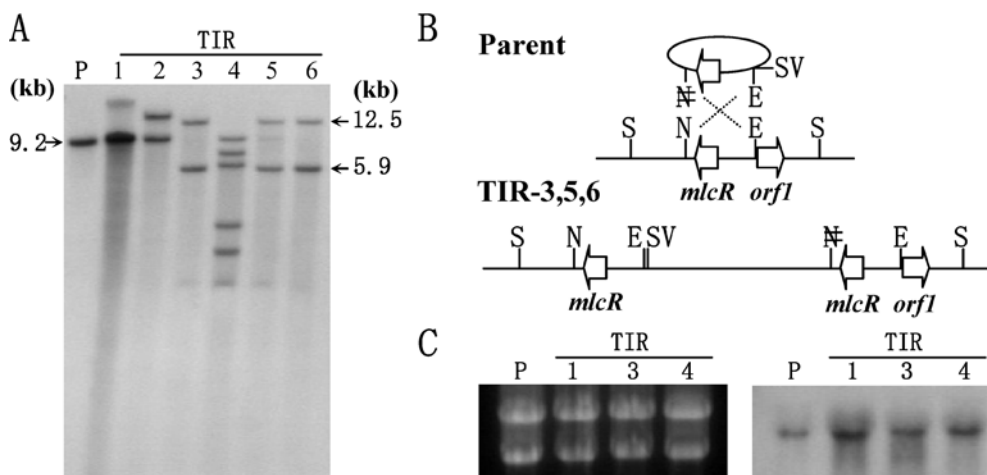 A
TIR
P 1 2 3 4 5 6
(kb)
(kb)
9.2
12.5
5.9
B
Parent
SV
N E
S N E S
mlcR orf1
TIR-3,5,6
S N E SV N E S
mlcR
mlcR orf1
C
TIR
P 1 3 4
TIR
P 1 3 4